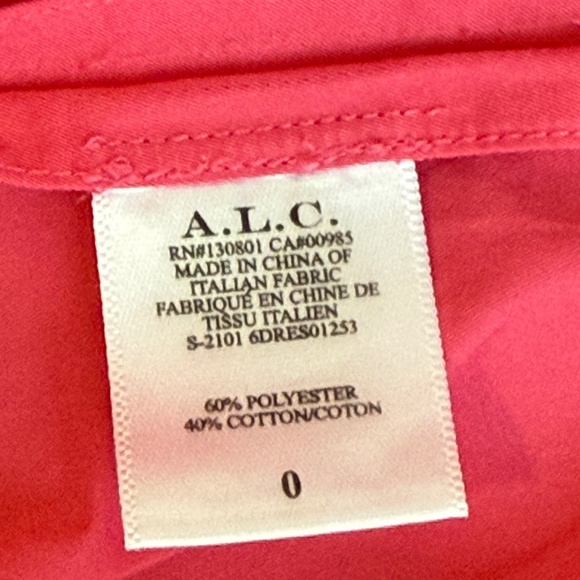 A.L.C.
RN#130801 CA#00985
MADE IN CHINA OF
ITALIAN FABRIC
FABRIQUÉ EN CHINE DE
TISSU ITALIEN
S-2101 6DRES01253
60% POLYESTER
40% COTTON/COTON
0